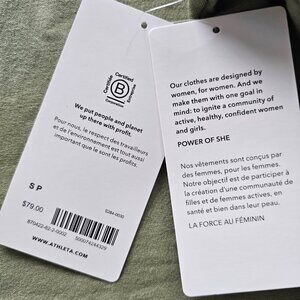 Certified
Certifiée
B
Corporation
Entreprise
We put people and planet
up there with profit.
Pour nous, le respect des travailleurs
et de l'environnement est tout aussi
important que le sont les profits.
S P
$79.00
WWW.ATHLETA.COM
Our clothes are designed by
women, for women. And we
make them with one goal in
mind: to ignite a community of
active, healthy, confident women
and girls.
POWER OF SHE
Nos vêtements sont conçus par
des femmes, pour les femmes.
Notre objectif est de participer à
la création d'une communauté de
filles et de femmes actives, en
santé et bien dans leur peau.
LA FORCE AU FÉMININ